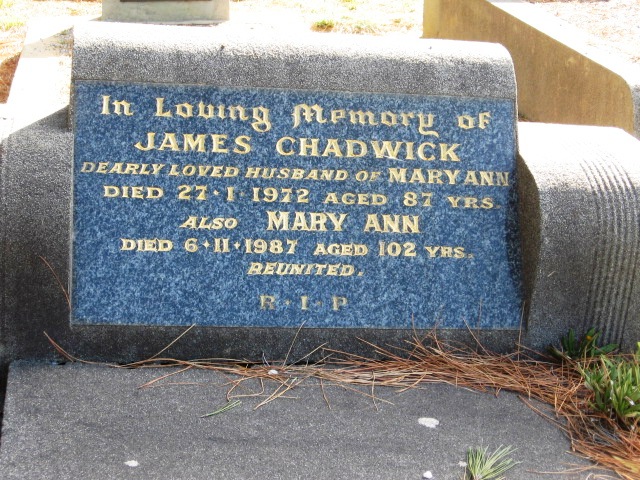 In Loving Memory of
JAMES CHADWICK
DEARLY LOVED HUSBAND OF MARY ANN
DIED 27·1·1972 AGED 87 YRS.
ALSO MARY ANN
DIED 6·11·1987 AGED 102 YRS.
REUNITED.
R·I·P